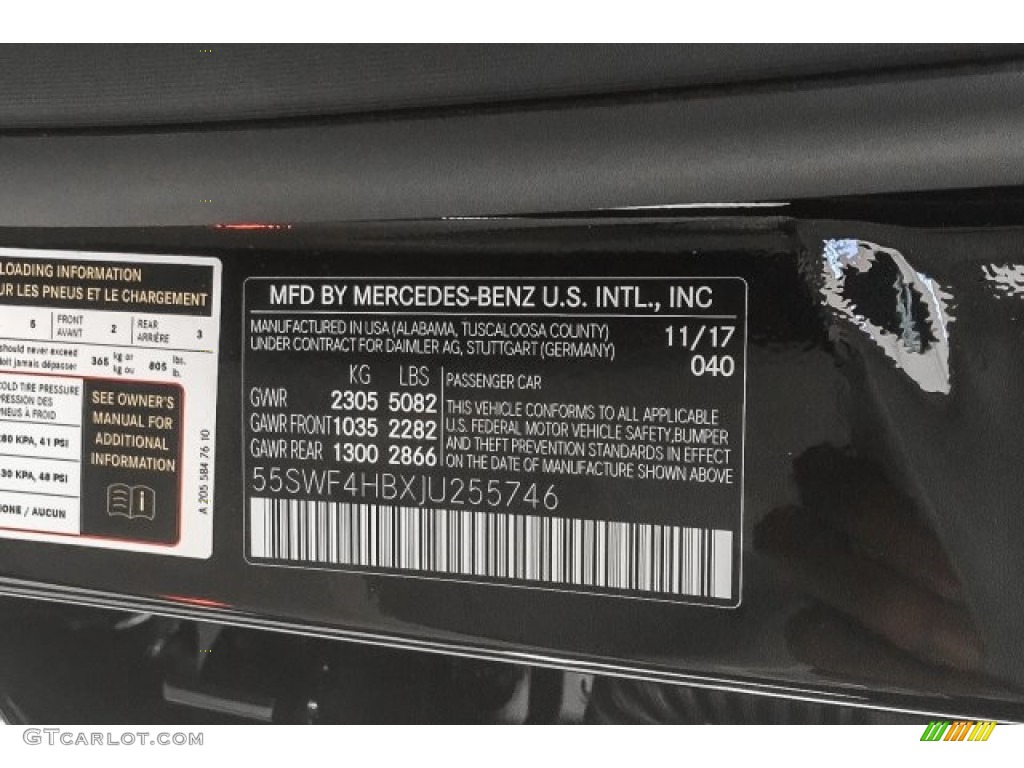 LOADING INFORMATION
UR LES PNEUS ET LE CHARGEMENT
5 FRONT AVANT 2 REAR ARRIÈRE 3
should never exceed 365 kg or 805 lbs.
doit jamais dépasser kg ou lb.
COLD TIRE PRESSURE
PRESSION DES
PNEUS À FROID
280 KPA, 41 PSI
30 KPA, 48 PSI
NONE / AUCUN
SEE OWNER'S
MANUAL FOR
ADDITIONAL
INFORMATION
A 205 584 76 10
MFD BY MERCEDES-BENZ U.S. INTL., INC
MANUFACTURED IN USA (ALABAMA, TUSCALOOSA COUNTY)
UNDER CONTRACT FOR DAIMLER AG, STUTTGART (GERMANY)
11/17
040
KG LBS
GVWR 2305 5082
GAWR FRONT 1035 2282
GAWR REAR 1300 2866
PASSENGER CAR
THIS VEHICLE CONFORMS TO ALL APPLICABLE
U.S. FEDERAL MOTOR VEHICLE SAFETY, BUMPER
AND THEFT PREVENTION STANDARDS IN EFFECT
ON THE DATE OF MANUFACTURE SHOWN ABOVE
55SWF4HBXJU255746
GTCARLOT.COM